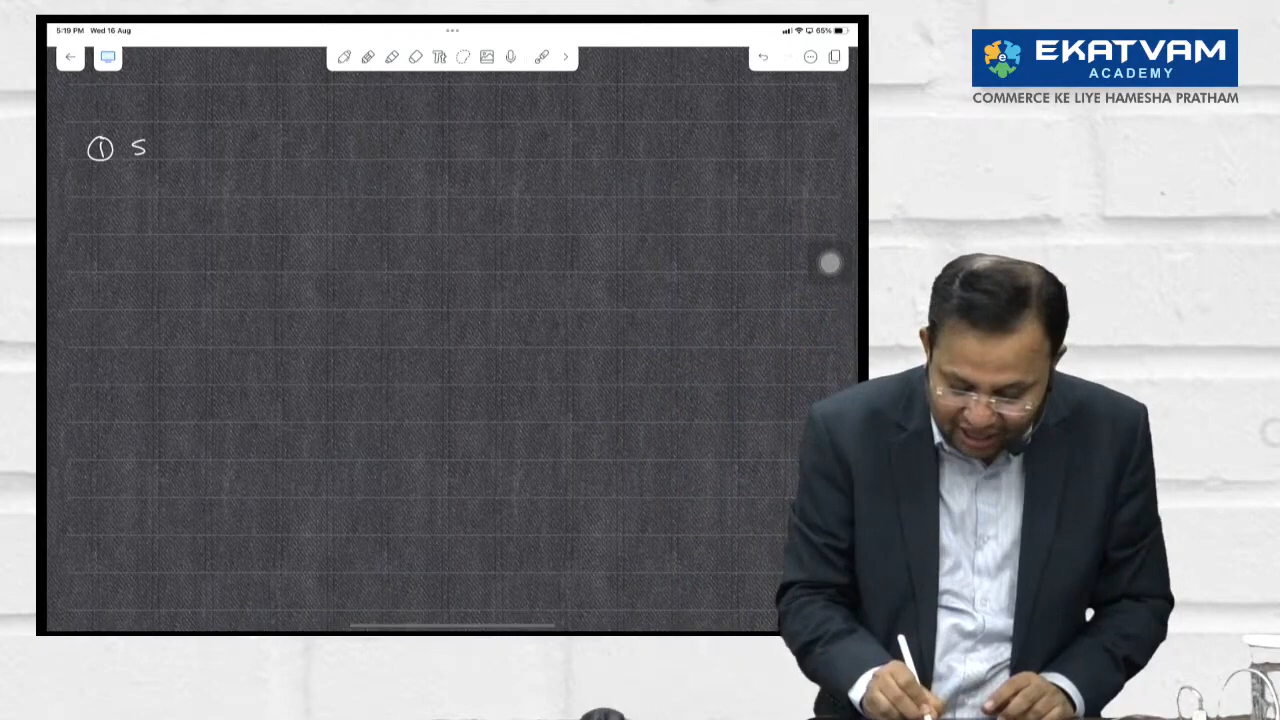 5:19 PM Wed 16 Aug
65%
EKATVAM
ACADEMY
COMMERCE KE LIYE HAMESHA PRATHAM
① S